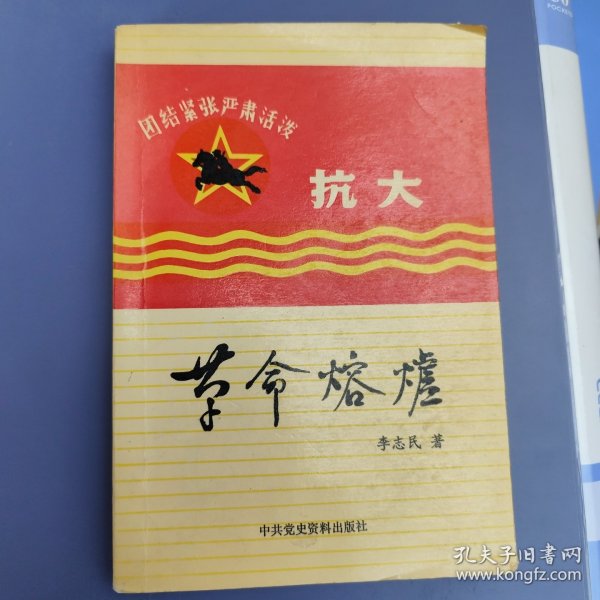 团结紧张严肃活泼
抗大
革命熔炉
李志民 著
中共党史资料出版社
孔夫子旧书网
www.kongfz.com